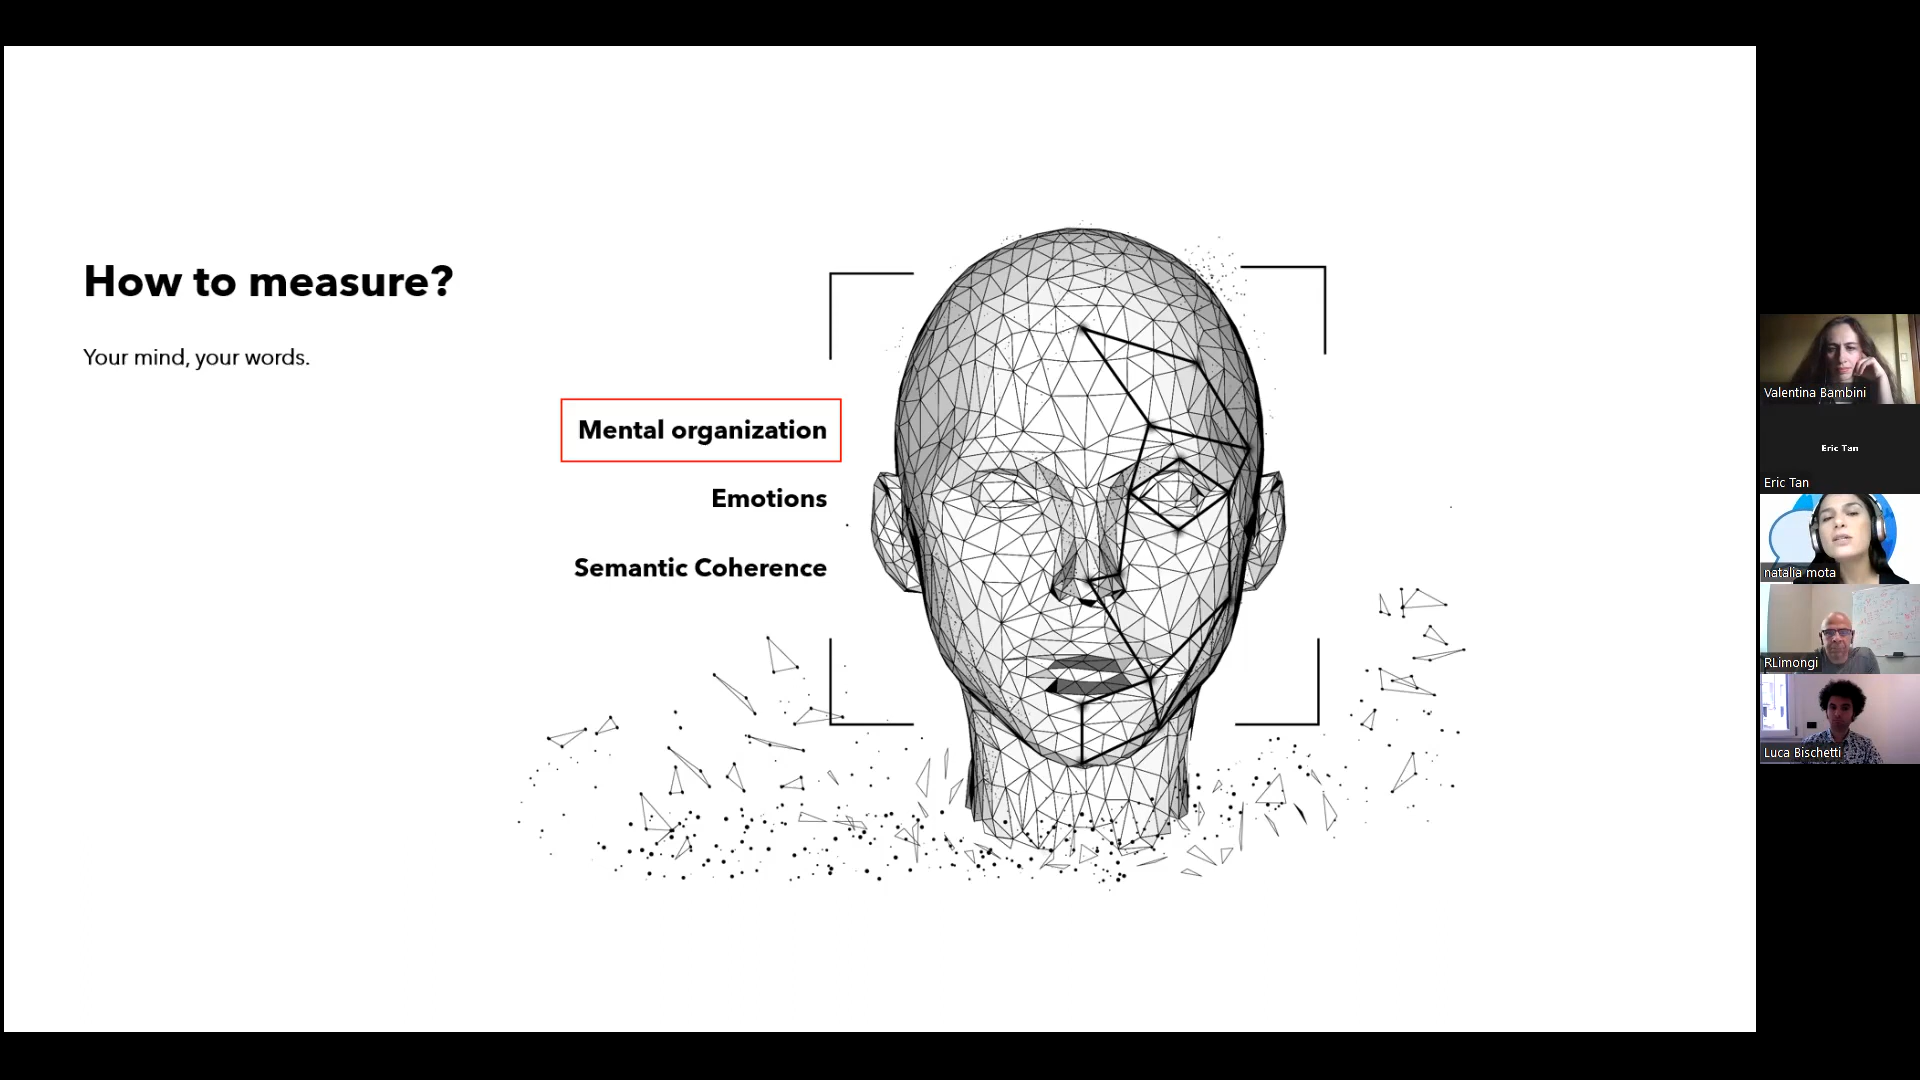 How to measure?
Your mind, your words.
Mental organization
Emotions
Semantic Coherence
Valentina Bambini
Eric Tan
Eric Tan
natalia mota
RLimongi
Luca Bischetti